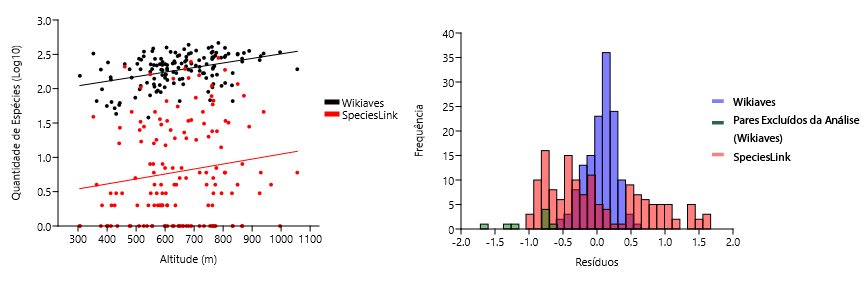 Quantidade de Espécies (Log10)
3.0
2.5
2.0
1.5
1.0
0.5
0.0
300 400 500 600 700 800 900 1000 1100
Altitude (m)
Wikiaves
SpeciesLink
Frequência
40
35
30
25
20
15
10
5
0
-2.0 -1.5 -1.0 -0.5 0.0 0.5 1.0 1.5 2.0
Resíduos
Wikiaves
Pares Excluídos da Análise
(Wikiaves)
SpeciesLink